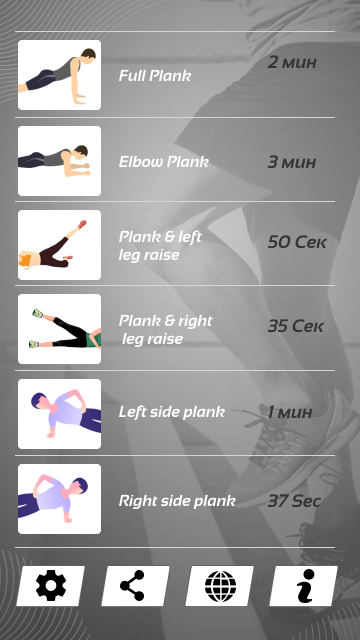 Full Plank
2 мин
Elbow Plank
3 мин
Plank & left
leg raise
50 Сек
Plank & right
leg raise
35 Сек
Left side plank
1 мин
Right side plank
37 Sec